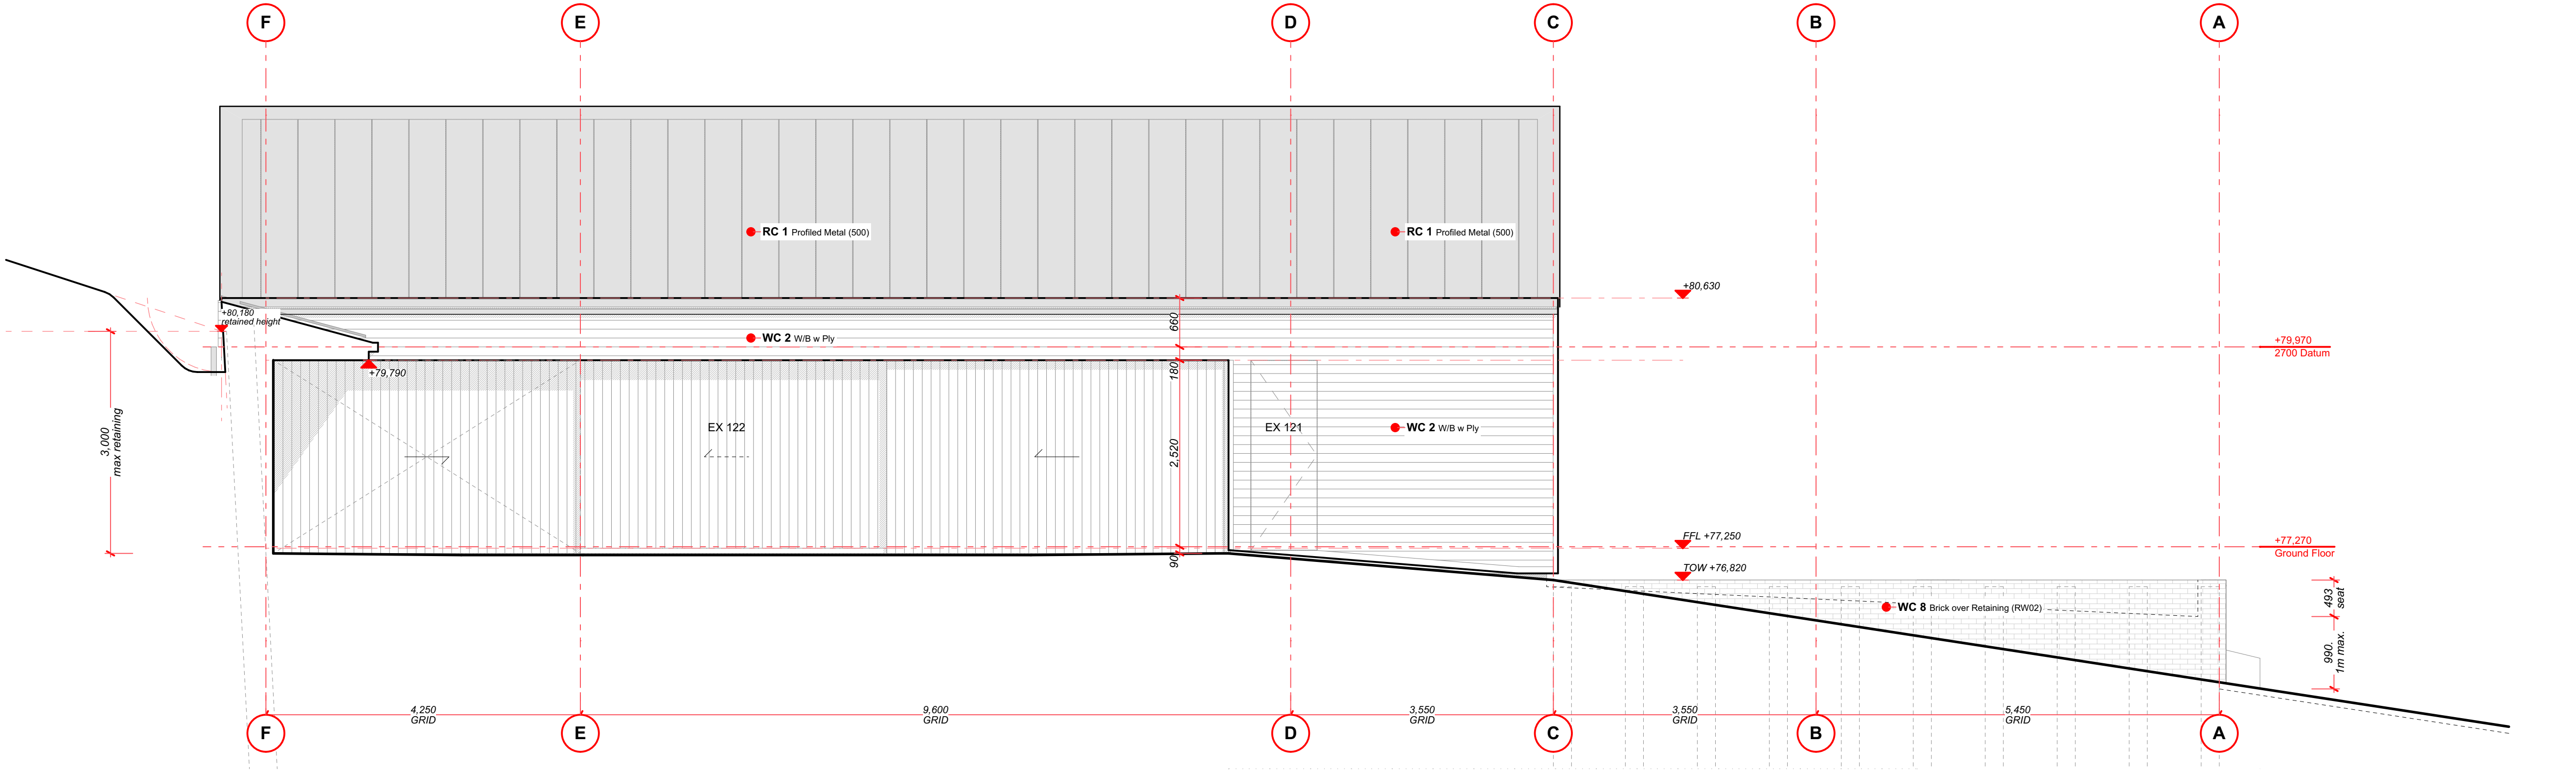 F
E
D
C
B
A
RC 1 Profiled Metal (500)
RC 1 Profiled Metal (500)
+80,630
+80,180
retained height
660
WC 2 W/B w Ply
+79,970
2700 Datum
+79,790
180
3,000
max retaining
EX 122
EX 121
WC 2 W/B w Ply
2,520
FFL +77,250
+77,270
Ground Floor
90
TOW +76,820
WC 8 Brick over Retaining (RW02)
493
seat
990.
1m max.
4,250
GRID
9,600
GRID
3,550
GRID
3,550
GRID
5,450
GRID
F
E
D
C
B
A